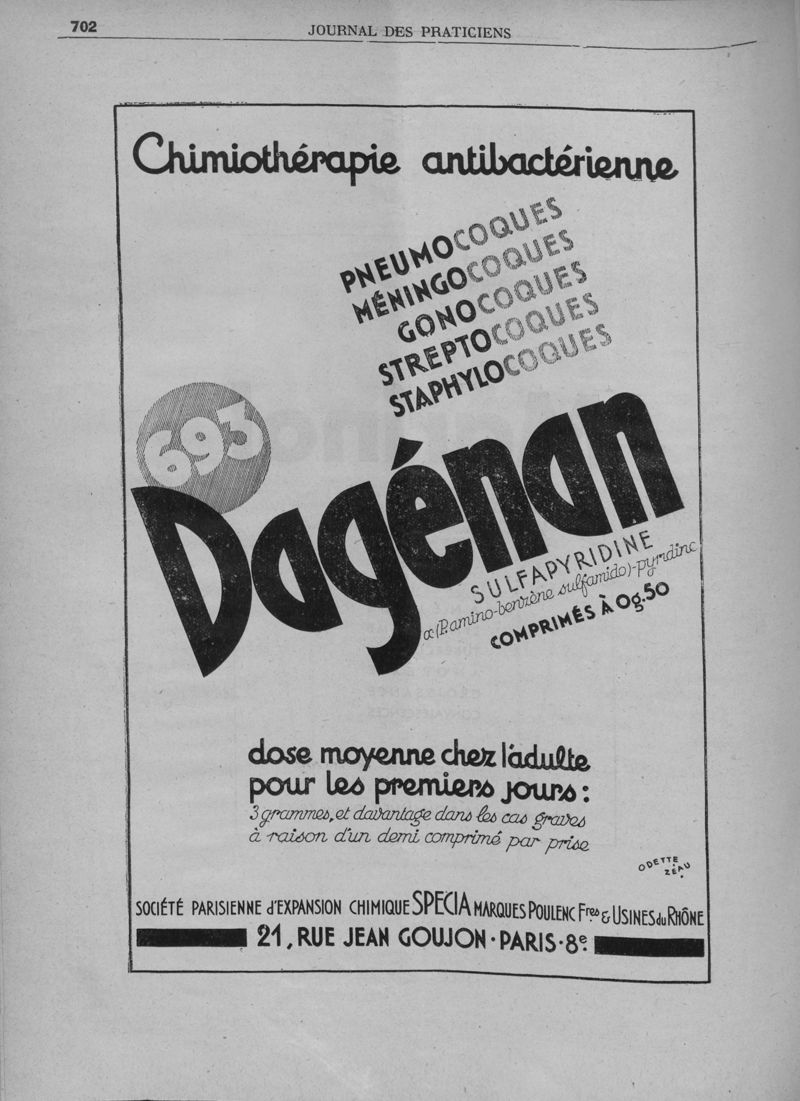 702
JOURNAL DES PRATICIENS
Chimiothérapie antibactérienne
PNEUMOCOQUES
MÉNINGOCOQUES
GONOCOQUES
STREPTOCOQUES
STAPHYLOCOQUES
693
Dagénan
SULFAPYRIDINE
α(P.amino-benzène sulfamido)-pyridine
COMPRIMÉS À 0g.50
dose moyenne chez l'adulte
pour les premiers jours :
3 grammes, et davantage dans les cas graves
à raison d'un demi comprimé par prise
ODETTE
ZÉAU
SOCIÉTÉ PARISIENNE d'EXPANSION CHIMIQUE SPECIA MARQUES POULENC Fres & USINES du RHÔNE
21, RUE JEAN GOUJON · PARIS · 8e